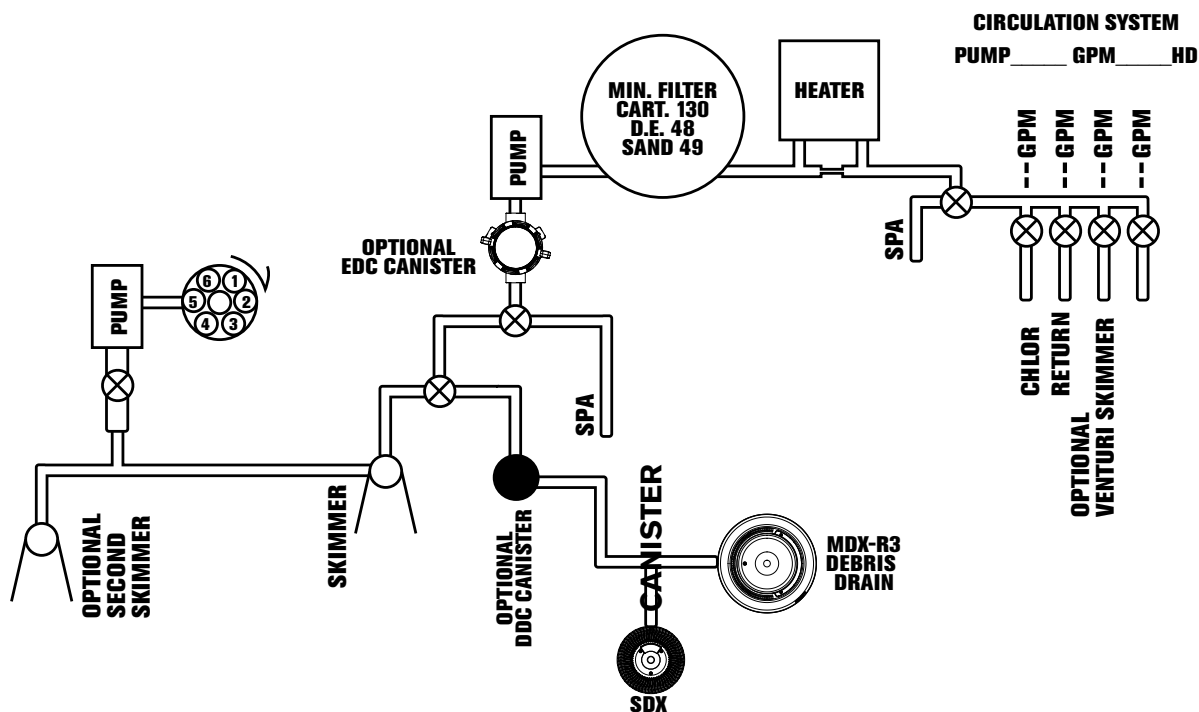 CIRCULATION SYSTEM
PUMP_____ GPM_____HD
MIN. FILTER
CART. 130
D.E. 48
SAND 49
HEATER
PUMP
GPM
GPM
GPM
GPM
SPA
OPTIONAL
EDC CANISTER
PUMP
6
1
5
2
4
3
CHLOR
RETURN
OPTIONAL
VENTURI SKIMMER
SPA
OPTIONAL
SECOND
SKIMMER
SKIMMER
OPTIONAL
DDC CANISTER
CANISTER
MDX-R3
DEBRIS
DRAIN
SDX